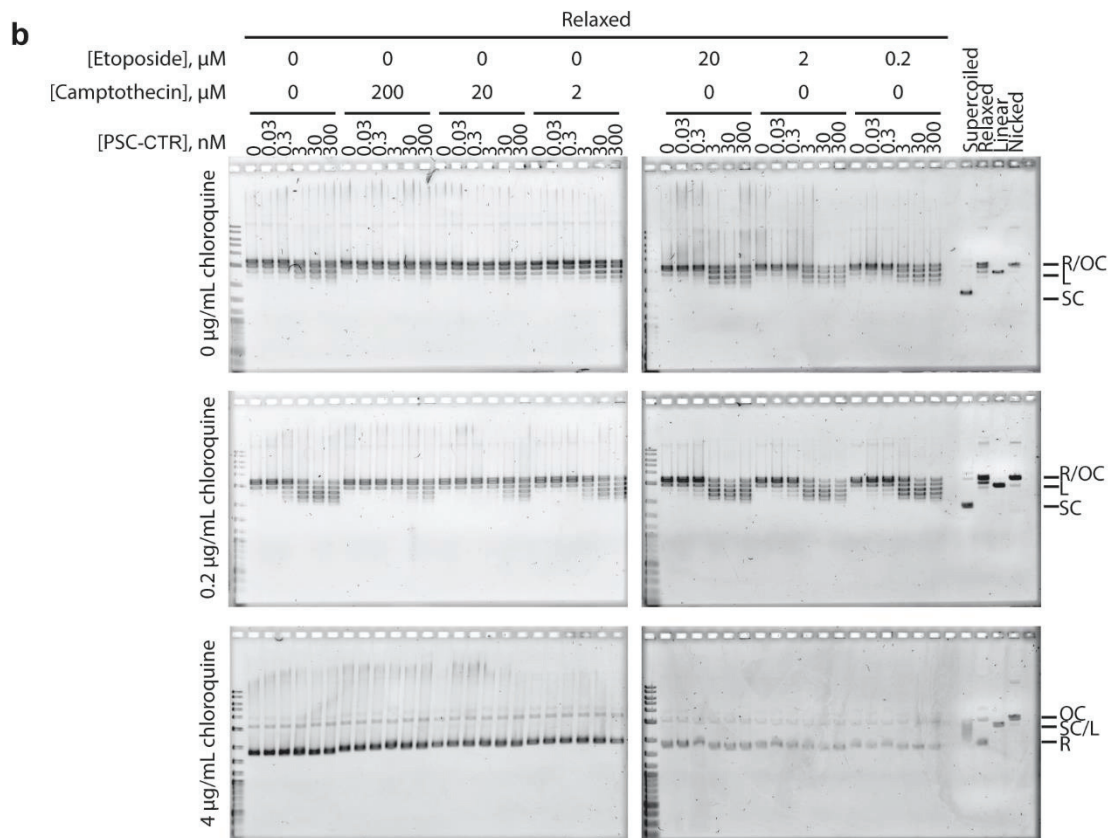 b
Relaxed
[Etoposide], µM 0 0 0 0 20 2 0.2
[Camptothecin], µM 0 200 20 2 0 0 0
[PSC-CTR], nM 0 0.03 0.3 3 30 300 0 0.03 0.3 3 30 300 0 0.03 0.3 3 30 300 0 0.03 0.3 3 30 300 0 0.03 0.3 3 30 300 0 0.03 0.3 3 30 300 0 0.03 0.3 3 30 300 Supercoiled Relaxed Linear Nicked
0 µg/mL chloroquine
R/OC
L
SC
0.2 µg/mL chloroquine
R/OC
L
SC
4 µg/mL chloroquine
OC
SC/L
R